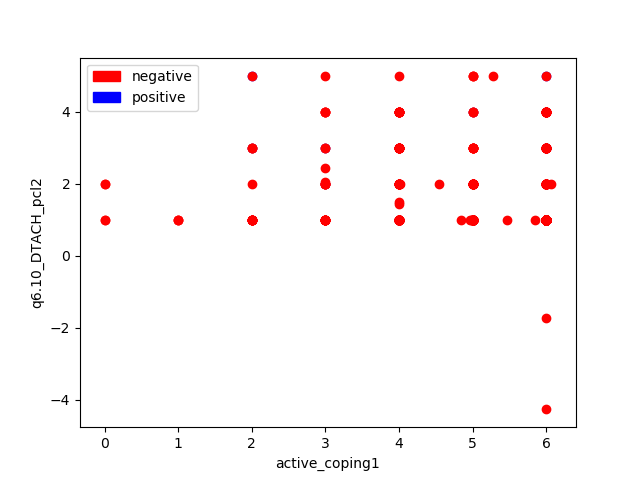 negative
positive
4
2
0
−2
−4
q6.10_DTACH_pcl2
0 1 2 3 4 5 6
active_coping1